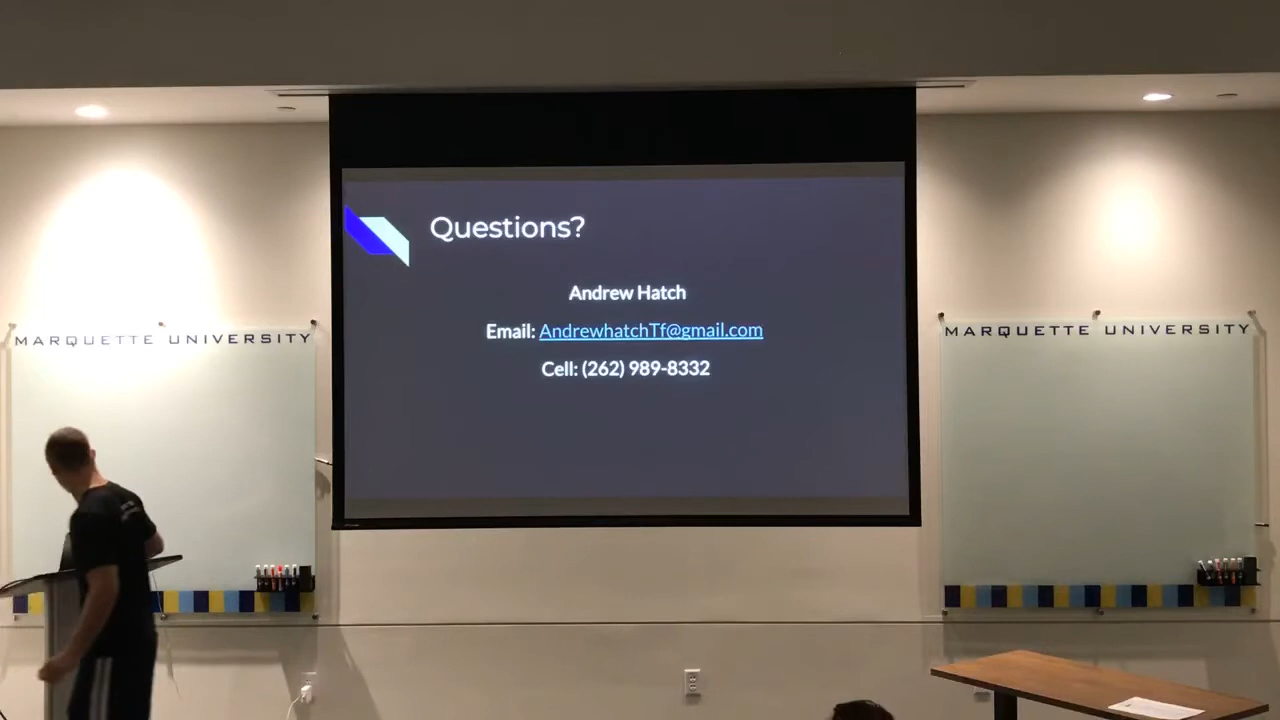 Questions?
Andrew Hatch
Email: AndrewhatchTf@gmail.com
Cell: (262) 989-8332
MARQUETTE UNIVERSITY
MARQUETTE UNIVERSITY